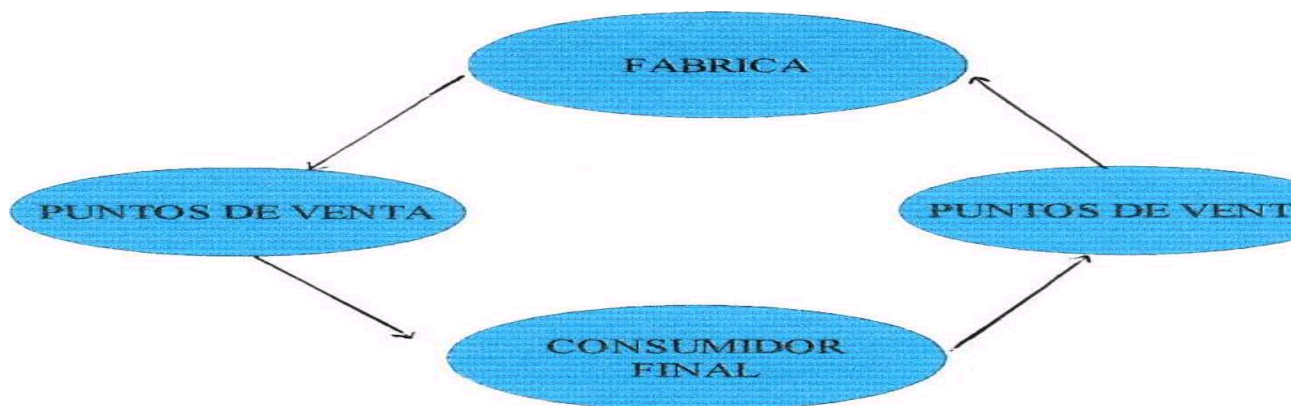 FABRICA
PUNTOS DE VENTA
PUNTOS DE VENT
CONSUMIDOR
FINAL